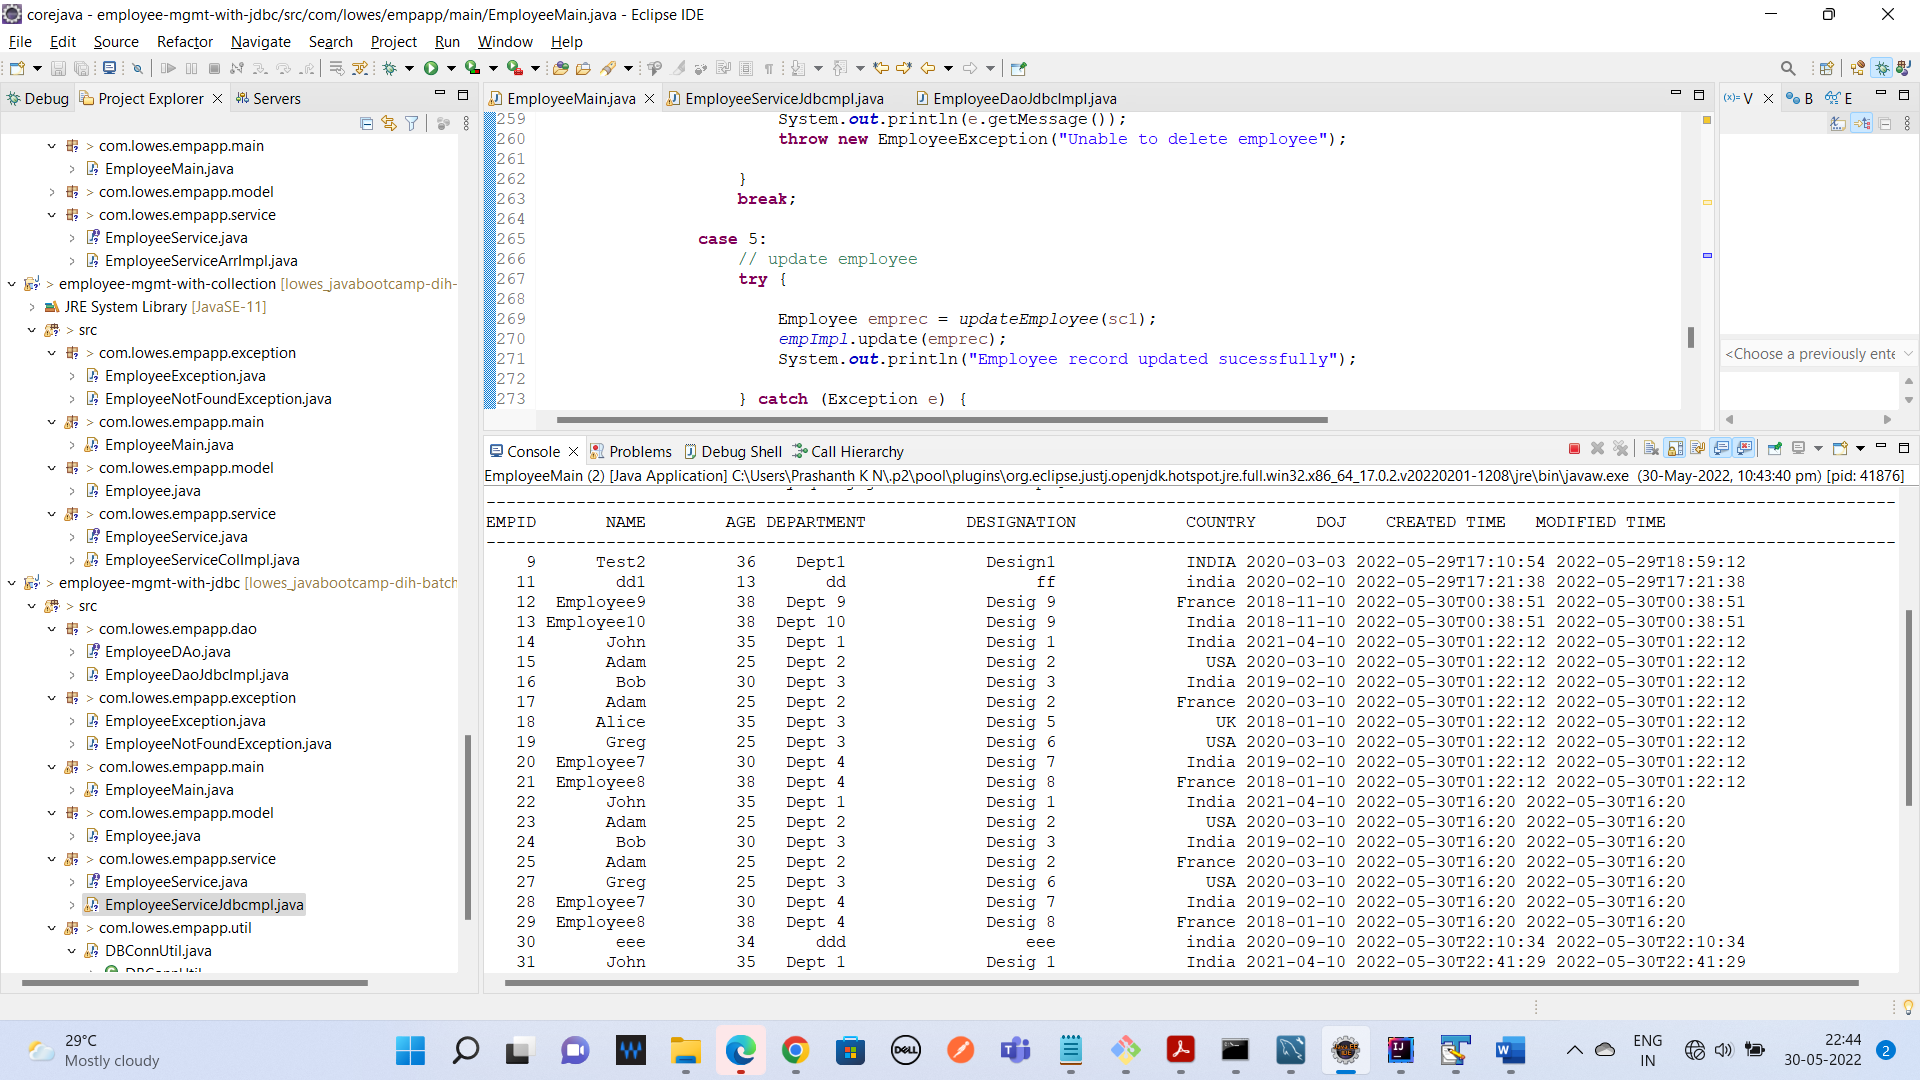 corejava - employee-mgmt-with-jdbc/src/com/lowes/empapp/main/EmployeeMain.java - Eclipse IDE
File Edit Source Refactor Navigate Search Project Run Window Help
Debug Project Explorer Servers
EmployeeMain.java EmployeeServiceJdbcmpl.java EmployeeDaoJdbcImpl.java
V B E
> com.lowes.empapp.main
EmployeeMain.java
> com.lowes.empapp.model
> com.lowes.empapp.service
EmployeeService.java
EmployeeServiceArrImpl.java
> employee-mgmt-with-collection [lowes_javabootcamp-dih-
JRE System Library [JavaSE-11]
> src
> com.lowes.empapp.exception
EmployeeException.java
EmployeeNotFoundException.java
> com.lowes.empapp.main
EmployeeMain.java
> com.lowes.empapp.model
Employee.java
> com.lowes.empapp.service
EmployeeService.java
EmployeeServiceColImpl.java
> employee-mgmt-with-jdbc [lowes_javabootcamp-dih-batch
> src
> com.lowes.empapp.dao
EmployeeDAo.java
EmployeeDaoJdbcImpl.java
> com.lowes.empapp.exception
EmployeeException.java
EmployeeNotFoundException.java
> com.lowes.empapp.main
EmployeeMain.java
> com.lowes.empapp.model
Employee.java
> com.lowes.empapp.service
EmployeeService.java
EmployeeServiceJdbcmpl.java
> com.lowes.empapp.util
DBConnUtil.java
DBConnUtil
259 System.out.println(e.getMessage());
260 throw new EmployeeException("Unable to delete employee");
261
262 }
263 break;
264
265 case 5:
266 // update employee
267 try {
268
269 Employee emprec = updateEmployee(sc1);
270 empImpl.update(emprec);
271 System.out.println("Employee record updated sucessfully");
272
273 } catch (Exception e) {
<Choose a previously ente
Console Problems Debug Shell Call Hierarchy
EmployeeMain (2) [Java Application] C:\Users\Prashanth K N\.p2\pool\plugins\org.eclipse.justj.openjdk.hotspot.jre.full.win32.x86_64_17.0.2.v20220201-1208\jre\bin\javaw.exe (30-May-2022, 10:43:40 pm) [pid: 41876]
EMPID NAME AGE DEPARTMENT DESIGNATION COUNTRY DOJ CREATED TIME MODIFIED TIME
9 Test2 36 Dept1 Design1 INDIA 2020-03-03 2022-05-29T17:10:54 2022-05-29T18:59:12
11 dd1 13 dd ff india 2020-02-10 2022-05-29T17:21:38 2022-05-29T17:21:38
12 Employee9 38 Dept 9 Desig 9 France 2018-11-10 2022-05-30T00:38:51 2022-05-30T00:38:51
13 Employee10 38 Dept 10 Desig 9 India 2018-11-10 2022-05-30T00:38:51 2022-05-30T00:38:51
14 John 35 Dept 1 Desig 1 India 2021-04-10 2022-05-30T01:22:12 2022-05-30T01:22:12
15 Adam 25 Dept 2 Desig 2 USA 2020-03-10 2022-05-30T01:22:12 2022-05-30T01:22:12
16 Bob 30 Dept 3 Desig 3 India 2019-02-10 2022-05-30T01:22:12 2022-05-30T01:22:12
17 Adam 25 Dept 2 Desig 2 France 2020-03-10 2022-05-30T01:22:12 2022-05-30T01:22:12
18 Alice 35 Dept 3 Desig 5 UK 2018-01-10 2022-05-30T01:22:12 2022-05-30T01:22:12
19 Greg 25 Dept 3 Desig 6 USA 2020-03-10 2022-05-30T01:22:12 2022-05-30T01:22:12
20 Employee7 30 Dept 4 Desig 7 India 2019-02-10 2022-05-30T01:22:12 2022-05-30T01:22:12
21 Employee8 38 Dept 4 Desig 8 France 2018-01-10 2022-05-30T01:22:12 2022-05-30T01:22:12
22 John 35 Dept 1 Desig 1 India 2021-04-10 2022-05-30T16:20 2022-05-30T16:20
23 Adam 25 Dept 2 Desig 2 USA 2020-03-10 2022-05-30T16:20 2022-05-30T16:20
24 Bob 30 Dept 3 Desig 3 India 2019-02-10 2022-05-30T16:20 2022-05-30T16:20
25 Adam 25 Dept 2 Desig 2 France 2020-03-10 2022-05-30T16:20 2022-05-30T16:20
27 Greg 25 Dept 3 Desig 6 USA 2020-03-10 2022-05-30T16:20 2022-05-30T16:20
28 Employee7 30 Dept 4 Desig 7 India 2019-02-10 2022-05-30T16:20 2022-05-30T16:20
29 Employee8 38 Dept 4 Desig 8 France 2018-01-10 2022-05-30T16:20 2022-05-30T16:20
30 eee 34 ddd eee india 2020-09-10 2022-05-30T22:10:34 2022-05-30T22:10:34
31 John 35 Dept 1 Desig 1 India 2021-04-10 2022-05-30T22:41:29 2022-05-30T22:41:29
29°C
Mostly cloudy
DELL
ENG
IN
22:44
30-05-2022
2